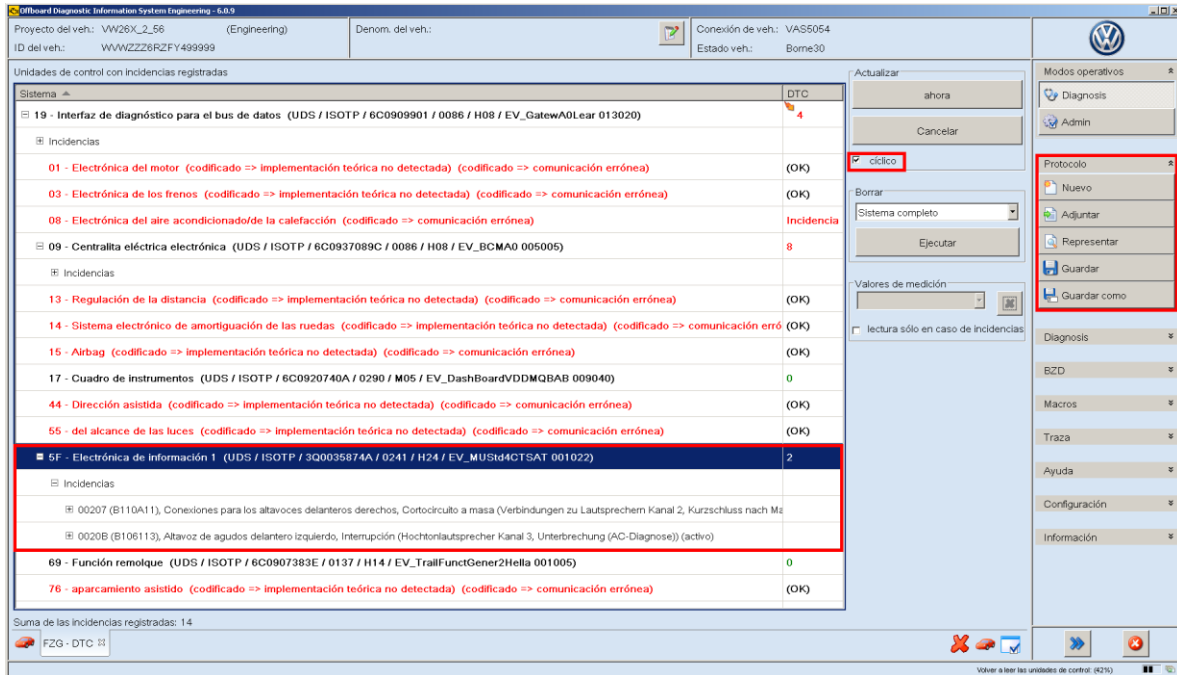 Offboard Diagnostic Information System Engineering - 6.0.9
Proyecto del veh.: VW26X_2_56 (Engineering)
ID del veh.: WVWZZZ6RZFY499999
Denom. del veh.:
Conexión de veh.: VAS5054
Estado veh.: Borne30
Unidades de control con incidencias registradas
Sistema DTC
19 - Interfaz de diagnóstico para el bus de datos (UDS / ISOTP / 6C0909901 / 0086 / H08 / EV_GatewA0Lear 013020) 4
Incidencias
01 - Electrónica del motor (codificado => implementación teórica no detectada) (codificado => comunicación errónea) (OK)
03 - Electrónica de los frenos (codificado => implementación teórica no detectada) (codificado => comunicación errónea) (OK)
08 - Electrónica del aire acondicionado/de la calefacción (codificado => comunicación errónea) Incidencia
09 - Centralita eléctrica electrónica (UDS / ISOTP / 6C0937089C / 0086 / H08 / EV_BCMA0 005005) 8
Incidencias
13 - Regulación de la distancia (codificado => implementación teórica no detectada) (codificado => comunicación errónea) (OK)
14 - Sistema electrónico de amortiguación de las ruedas (codificado => implementación teórica no detectada) (codificado => comunicación erró (OK)
15 - Airbag (codificado => implementación teórica no detectada) (codificado => comunicación errónea) (OK)
17 - Cuadro de instrumentos (UDS / ISOTP / 6C0920740A / 0290 / M05 / EV_DashBoardVDDMQBAB 009040) 0
44 - Dirección asistida (codificado => implementación teórica no detectada) (codificado => comunicación errónea) (OK)
55 - del alcance de las luces (codificado => implementación teórica no detectada) (codificado => comunicación errónea) (OK)
5F - Electrónica de información 1 (UDS / ISOTP / 3Q0035874A / 0241 / H24 / EV_MUStd4CTSAT 001022) 2
Incidencias
00207 (B110A11), Conexiones para los altavoces delanteros derechos, Cortocircuito a masa (Verbindungen zu Lautsprechern Kanal 2, Kurzschluss nach Ma
0020B (B106113), Altavoz de agudos delantero izquierdo, Interrupción (Hochtonlautsprecher Kanal 3, Unterbrechung (AC-Diagnose)) (activo)
69 - Función remolque (UDS / ISOTP / 6C0907383E / 0137 / H14 / EV_TrailFunctGener2Hella 001005) 0
76 - aparcamiento asistido (codificado => implementación teórica no detectada) (codificado => comunicación errónea) (OK)
Suma de las incidencias registradas: 14
FZG - DTC
Actualizar
ahora
Cancelar
cíclico
Borrar
Sistema completo
Ejecutar
Valores de medición
lectura sólo en caso de incidencias
Modos operativos
Diagnosis
Admin
Protocolo
Nuevo
Adjuntar
Representar
Guardar
Guardar como
Diagnosis
BZD
Macros
Traza
Ayuda
Configuración
Información
Volver a leer las unidades de control: (42%)